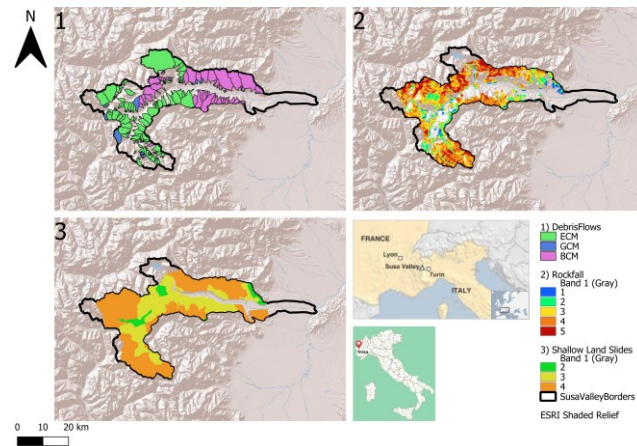 N
1
2
3
FRANCE
Lyon
Susa Valley
Turin
ITALY
1) DebrisFlows
ECM
GCM
BCM
2) Rockfall
Band 1 (Gray)
1
2
3
4
5
3) Shallow Land Slides
Band 1 (Gray)
2
3
4
SusaValleyBorders
ESRI Shaded Relief
0 10 20 km